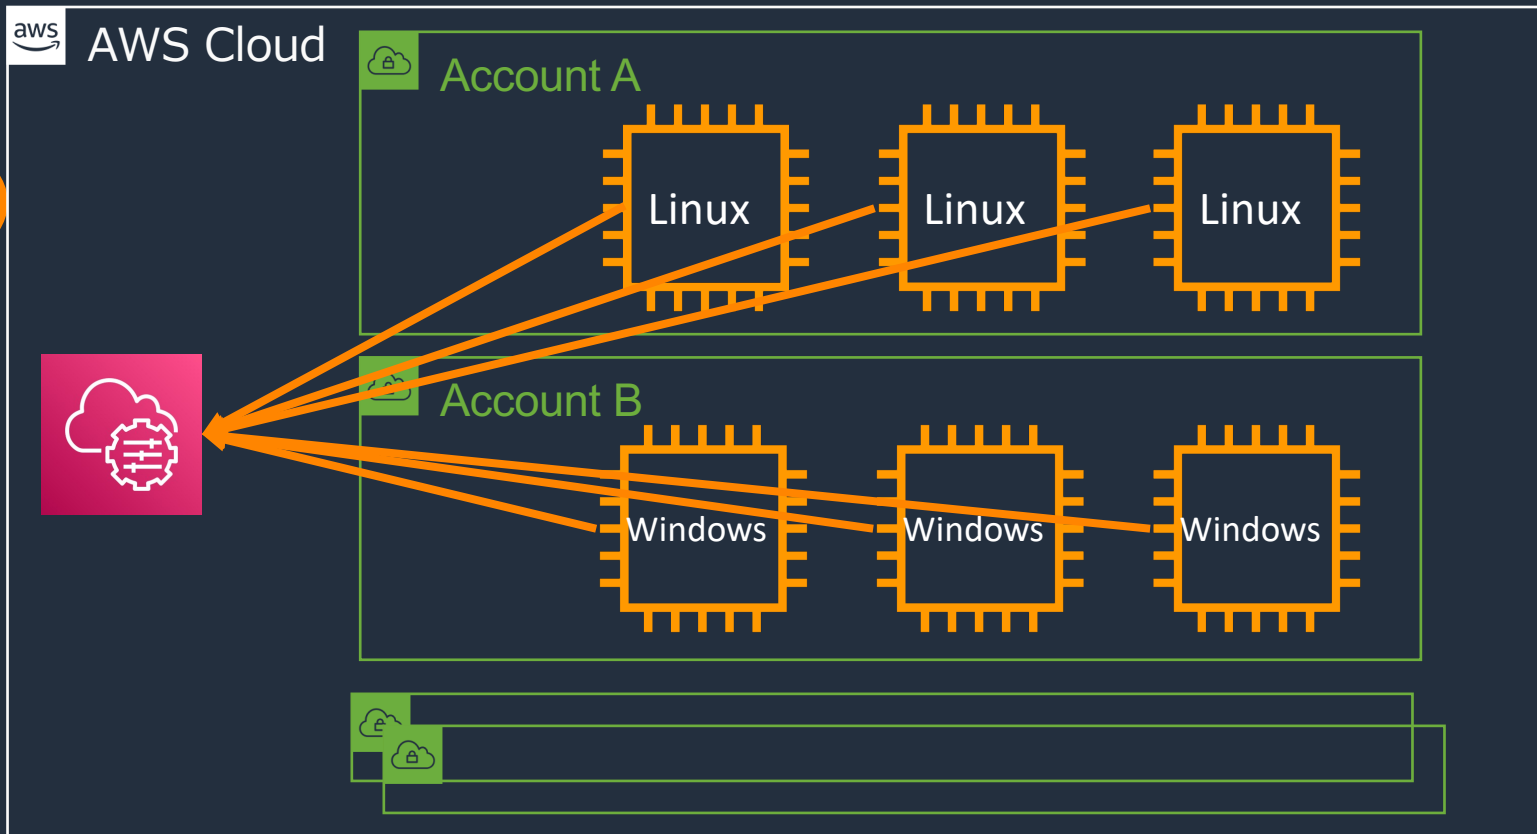 aws
AWS Cloud
Account A
Linux
Linux
Linux
Account B
Windows
Windows
Windows